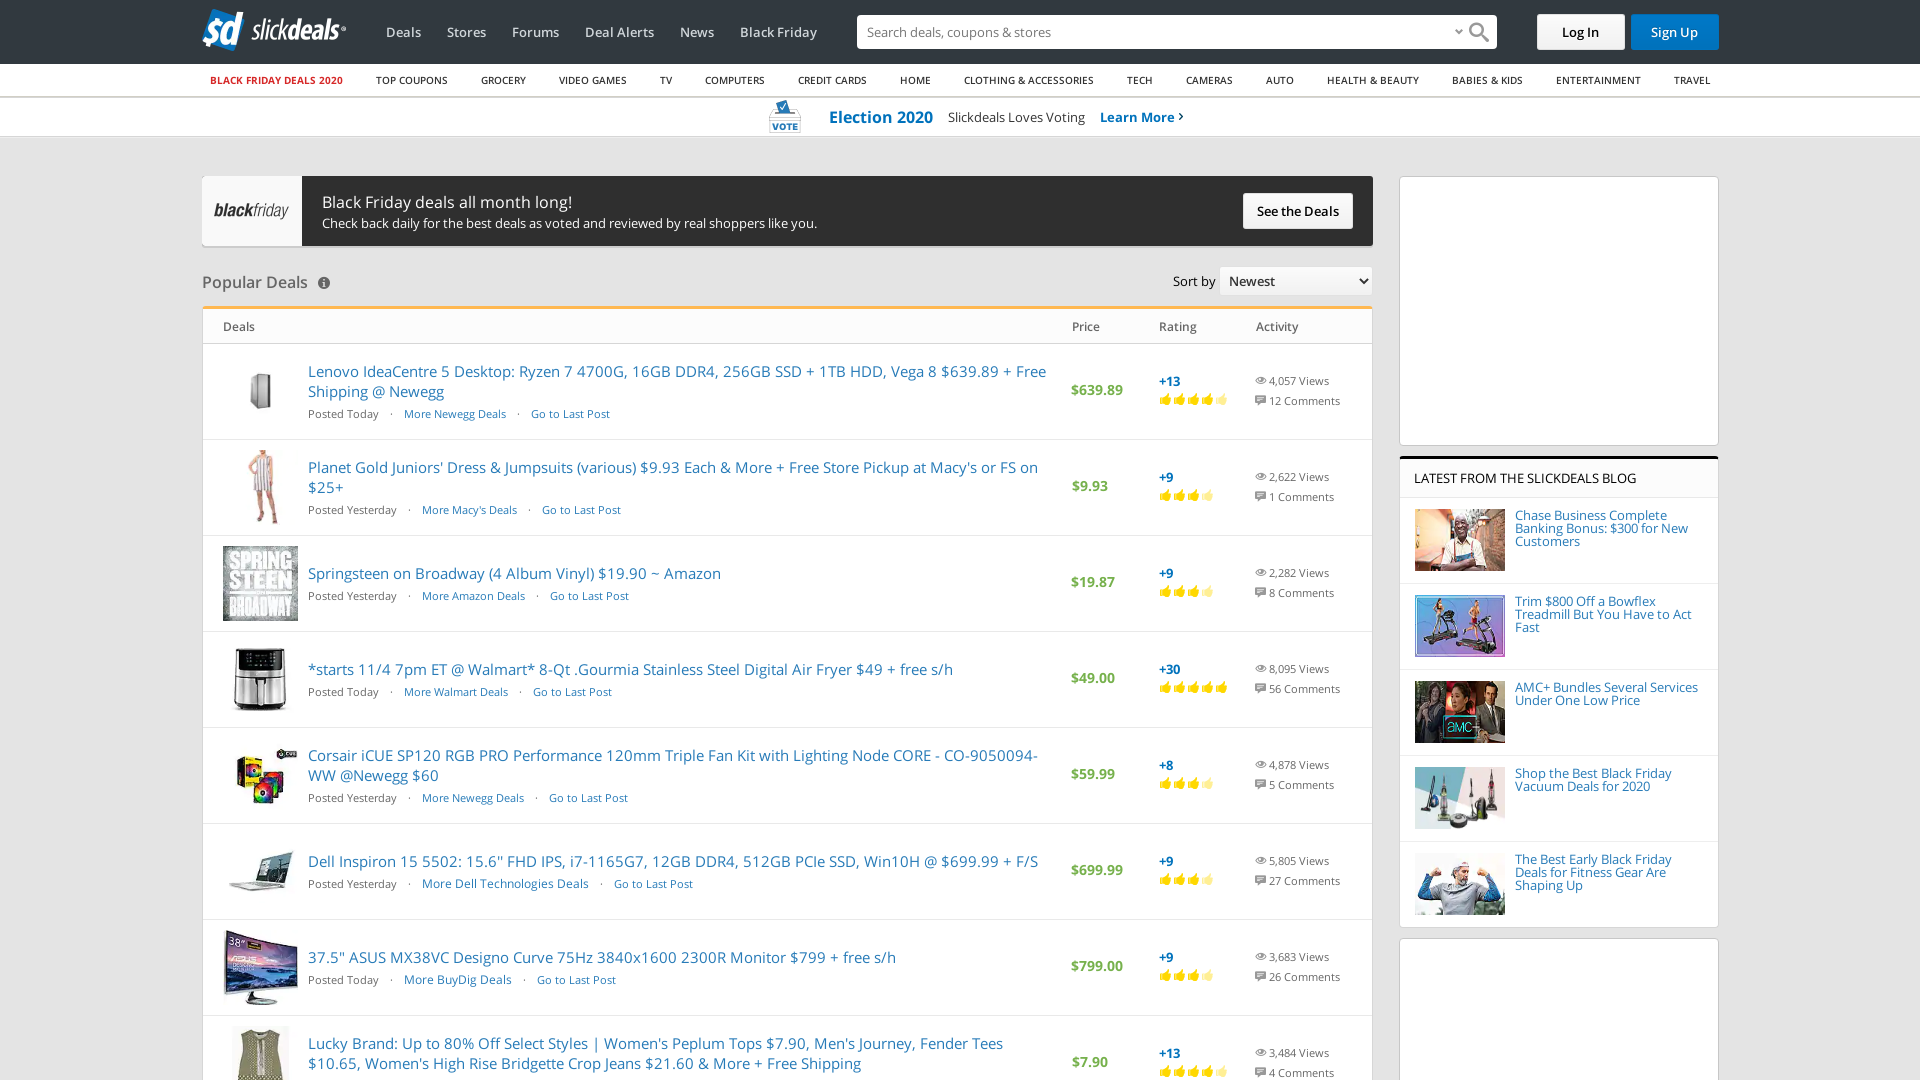 slickdeals
Deals Stores Forums Deal Alerts News Black Friday
Search deals, coupons & stores
Log In Sign Up
BLACK FRIDAY DEALS 2020 TOP COUPONS GROCERY VIDEO GAMES TV COMPUTERS CREDIT CARDS HOME CLOTHING & ACCESSORIES TECH CAMERAS AUTO HEALTH & BEAUTY BABIES & KIDS ENTERTAINMENT TRAVEL
VOTE Election 2020 Slickdeals Loves Voting Learn More
blackfriday
Black Friday deals all month long!
Check back daily for the best deals as voted and reviewed by real shoppers like you.
See the Deals
Popular Deals
Sort by Newest
Deals Price Rating Activity
Lenovo IdeaCentre 5 Desktop: Ryzen 7 4700G, 16GB DDR4, 256GB SSD + 1TB HDD, Vega 8 $639.89 + Free
Shipping @ Newegg
Posted Today · More Newegg Deals · Go to Last Post
$639.89
+13
4,057 Views
12 Comments
Planet Gold Juniors' Dress & Jumpsuits (various) $9.93 Each & More + Free Store Pickup at Macy's or FS on
$25+
Posted Yesterday · More Macy's Deals · Go to Last Post
$9.93
+9
2,622 Views
1 Comments
SPRING
STEEN
BROADWAY
Springsteen on Broadway (4 Album Vinyl) $19.90 ~ Amazon
Posted Yesterday · More Amazon Deals · Go to Last Post
$19.87
+9
2,282 Views
8 Comments
*starts 11/4 7pm ET @ Walmart* 8-Qt .Gourmia Stainless Steel Digital Air Fryer $49 + free s/h
Posted Today · More Walmart Deals · Go to Last Post
$49.00
+30
8,095 Views
56 Comments
Corsair iCUE SP120 RGB PRO Performance 120mm Triple Fan Kit with Lighting Node CORE - CO-9050094-
WW @Newegg $60
Posted Yesterday · More Newegg Deals · Go to Last Post
$59.99
+8
4,878 Views
5 Comments
Dell Inspiron 15 5502: 15.6'' FHD IPS, i7-1165G7, 12GB DDR4, 512GB PCIe SSD, Win10H @ $699.99 + F/S
Posted Yesterday · More Dell Technologies Deals · Go to Last Post
$699.99
+9
5,805 Views
27 Comments
38"
ASUS
37.5" ASUS MX38VC Designo Curve 75Hz 3840x1600 2300R Monitor $799 + free s/h
Posted Today · More BuyDig Deals · Go to Last Post
$799.00
+9
3,683 Views
26 Comments
Lucky Brand: Up to 80% Off Select Styles | Women's Peplum Tops $7.90, Men's Journey, Fender Tees
$10.65, Women's High Rise Bridgette Crop Jeans $21.60 & More + Free Shipping
$7.90
+13
3,484 Views
4 Comments
LATEST FROM THE SLICKDEALS BLOG
Chase Business Complete
Banking Bonus: $300 for New
Customers
Trim $800 Off a Bowflex
Treadmill But You Have to Act
Fast
AMC+
AMC+ Bundles Several Services
Under One Low Price
Shop the Best Black Friday
Vacuum Deals for 2020
The Best Early Black Friday
Deals for Fitness Gear Are
Shaping Up